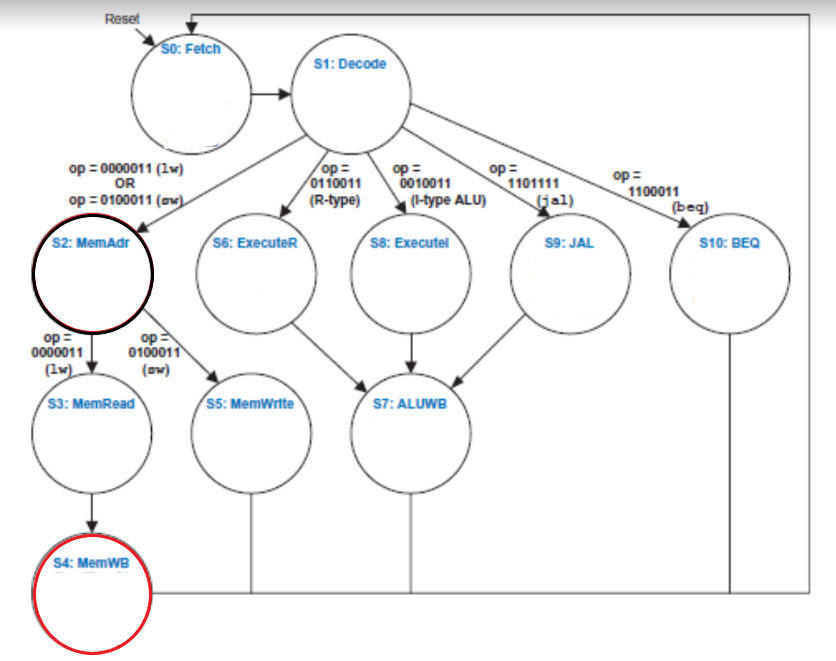 Reset
S0: Fetch
S1: Decode
op = 0000011 (lw)
OR
op = 0100011 (sw)
op =
0110011
(R-type)
op =
0010011
(I-type ALU)
op =
1101111
(jal)
op =
1100011
(beq)
S2: MemAdr
S6: ExecuteR
S8: ExecuteI
S9: JAL
S10: BEQ
op =
0000011
(lw)
op =
0100011
(sw)
S3: MemRead
S5: MemWrite
S7: ALUWB
S4: MemWB